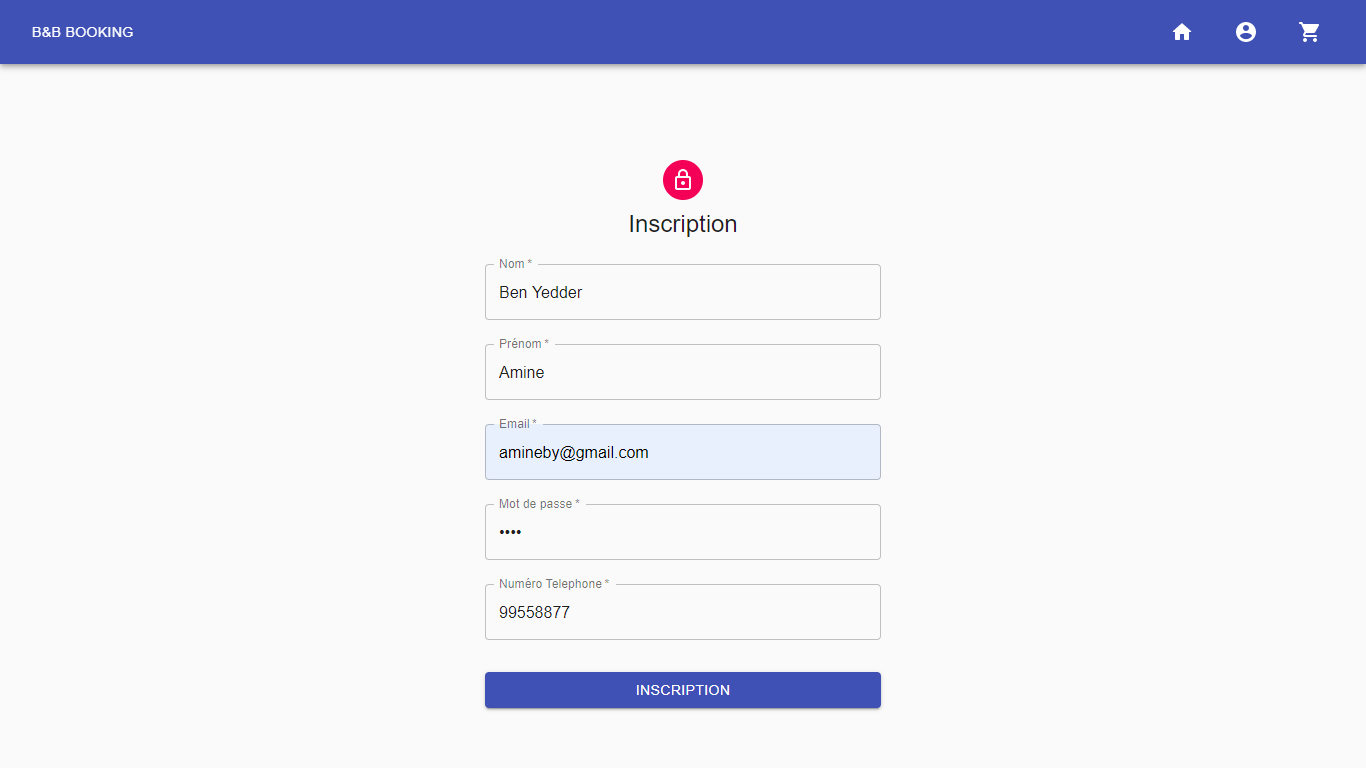 B&B BOOKING
Inscription
Nom *
Ben Yedder
Prénom *
Amine
Email *
amineby@gmail.com
Mot de passe *
••••
Numéro Telephone *
99558877
INSCRIPTION